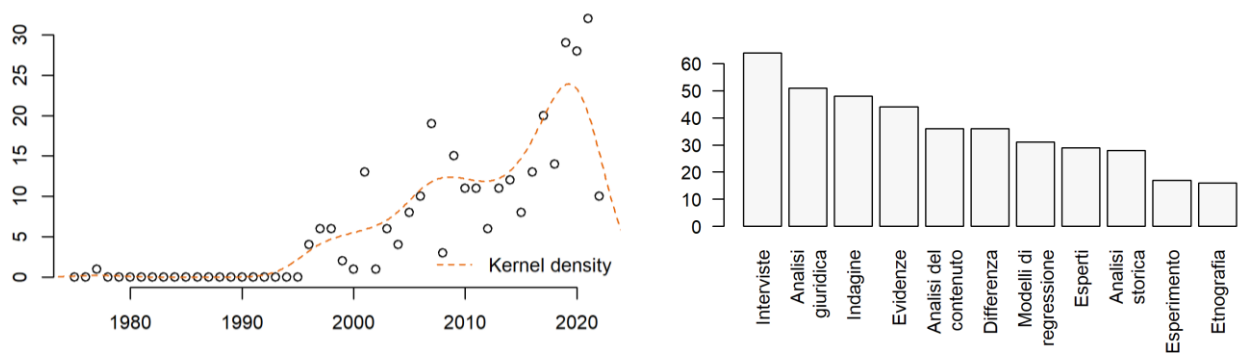 30
25
20
15
10
5
0
Kernel density
1980
1990
2000
2010
2020
60
50
40
30
20
10
0
Interviste
Analisi
giuridica
Indagine
Evidenze
Analisi del
contenuto
Differenza
Modelli di
regressione
Esperti
Analisi
storica
Esperimento
Etnografia